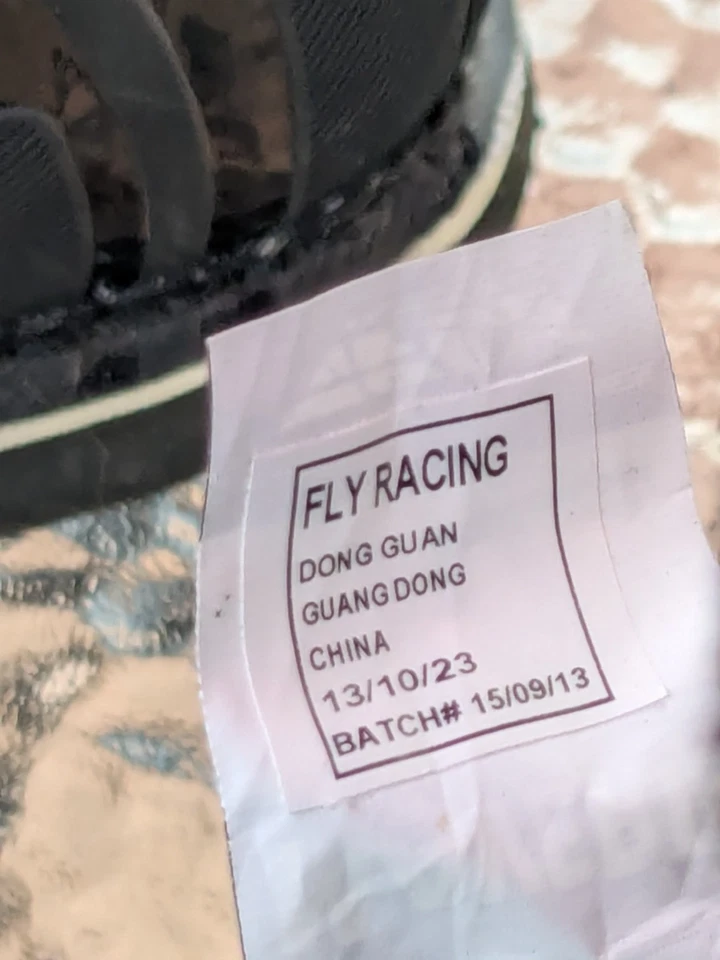 FLY RACING
DONG GUAN
GUANG DONG
CHINA
13/10/23
BATCH# 15/09/13